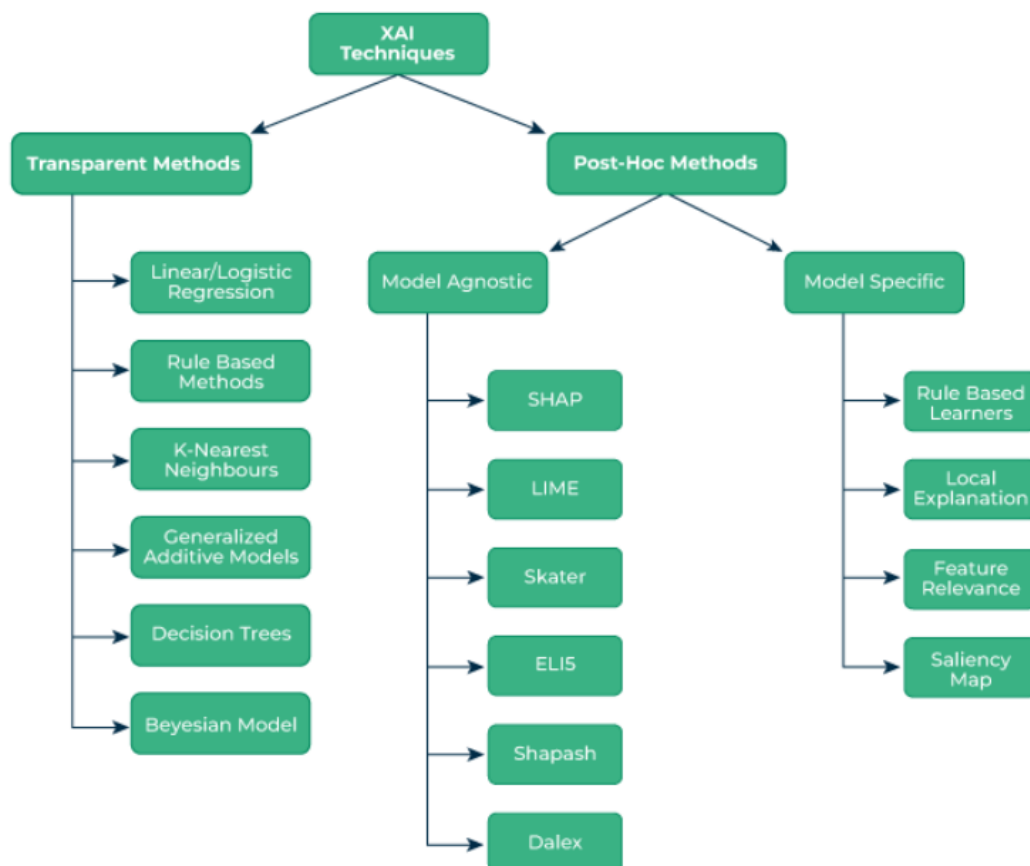 XAI
Techniques
Transparent Methods
Post-Hoc Methods
Linear/Logistic
Regression
Rule Based
Methods
K-Nearest
Neighbours
Generalized
Additive Models
Decision Trees
Beyesian Model
Model Agnostic
SHAP
LIME
Skater
ELI5
Shapash
Dalex
Model Specific
Rule Based
Learners
Local
Explanation
Feature
Relevance
Saliency
Map